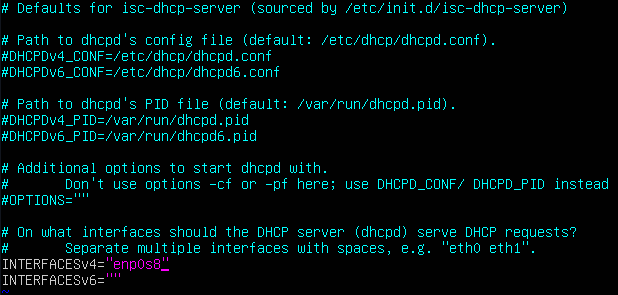 # Defaults for isc-dhcp-server (sourced by /etc/init.d/isc-dhcp-server)
# Path to dhcpd's config file (default: /etc/dhcp/dhcpd.conf).
#DHCPDv4_CONF=/etc/dhcp/dhcpd.conf
#DHCPDv6_CONF=/etc/dhcp/dhcpd6.conf
# Path to dhcpd's PID file (default: /var/run/dhcpd.pid).
#DHCPDv4_PID=/var/run/dhcpd.pid
#DHCPDv6_PID=/var/run/dhcpd6.pid
# Additional options to start dhcpd with.
#       Don't use options -cf or -pf here; use DHCPD_CONF/ DHCPD_PID instead
#OPTIONS=""
# On what interfaces should the DHCP server (dhcpd) serve DHCP requests?
#       Separate multiple interfaces with spaces, e.g. "eth0 eth1".
INTERFACESv4="enp0s8"
INTERFACESv6=""
~